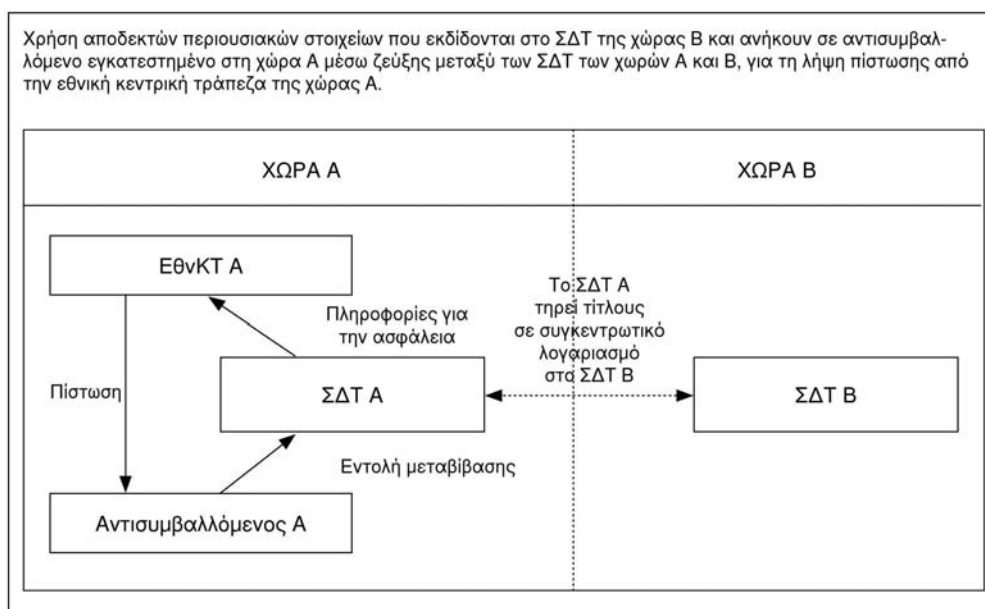 Χρήση αποδεκτών περιουσιακών στοιχείων που εκδίδονται στο ΣΔΤ της χώρας Β και ανήκουν σε αντισυμβαλ-
λόμενο εγκατεστημένο στη χώρα Α μέσω ζεύξης μεταξύ των ΣΔΤ των χωρών Α και Β, για τη λήψη πίστωσης από
την εθνική κεντρική τράπεζα της χώρας Α.
ΧΩΡΑ Α
ΧΩΡΑ Β
ΕθνΚΤ Α
Πληροφορίες για
την ασφάλεια
Το ΣΔΤ Α
τηρεί τίτλους
σε συγκεντρωτικό
λογαριασμό
στο ΣΔΤ Β
Πίστωση
ΣΔΤ Α
ΣΔΤ Β
Εντολή μεταβίβασης
Αντισυμβαλλόμενος Α